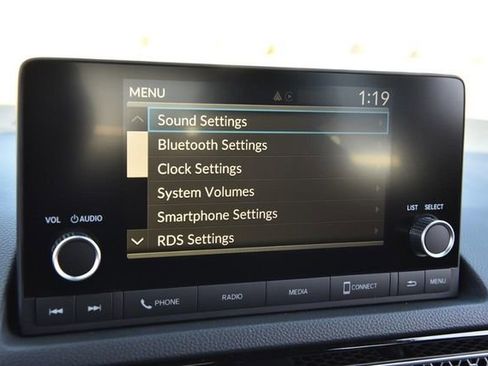 MENU 1:19
Sound Settings
Bluetooth Settings
Clock Settings
System Volumes
Smartphone Settings
RDS Settings
VOL AUDIO
LIST SELECT
PHONE RADIO MEDIA CONNECT MENU